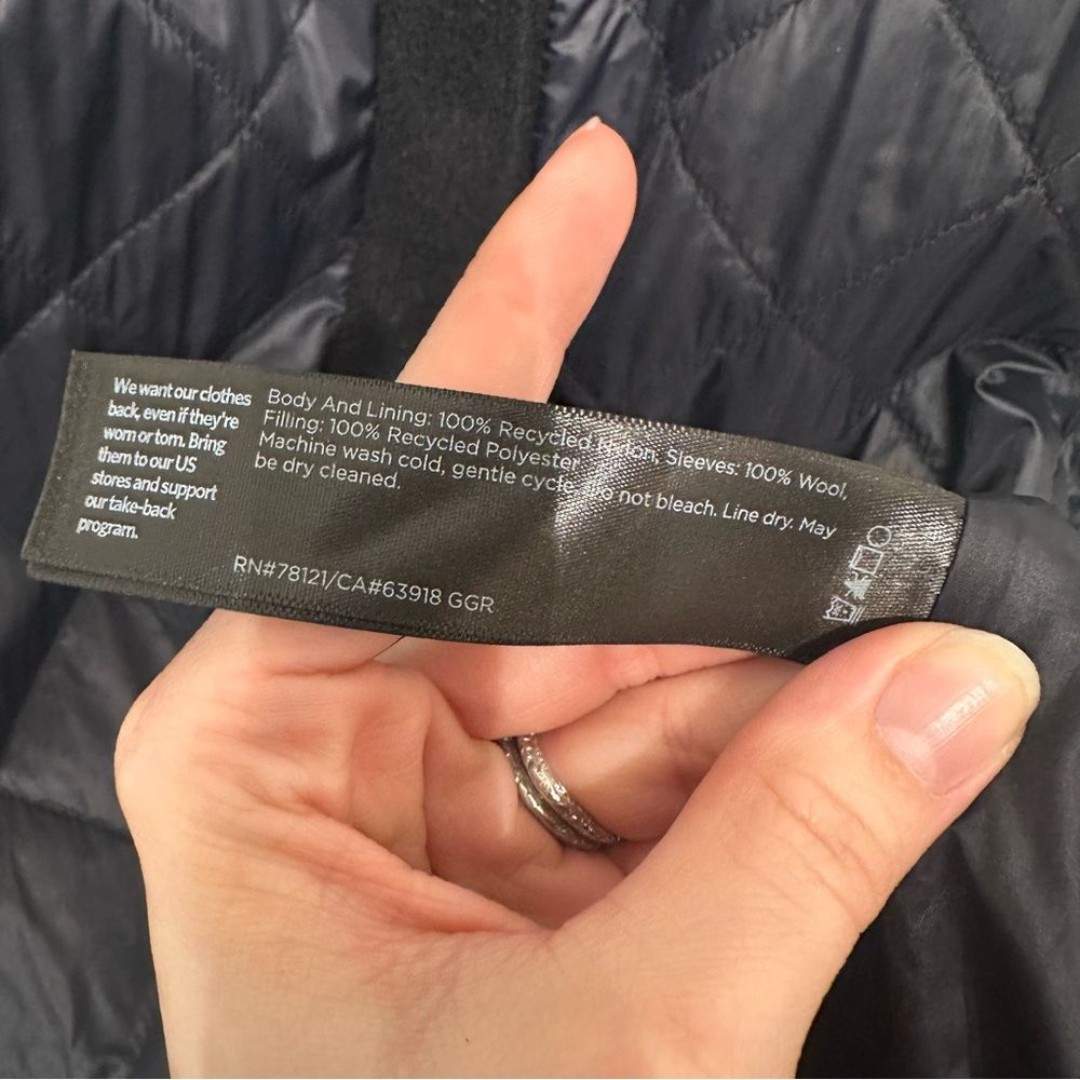 We want our clothes
back, even if they're
worn or torn. Bring
them to our US
stores and support
our take-back
program.
Body And Lining: 100% Recycled Nylon, Sleeves: 100% Wool,
Filling: 100% Recycled Polyester
Machine wash cold, gentle cycle. Do not bleach. Line dry. May
be dry cleaned.
RN#78121/CA#63918 GGR